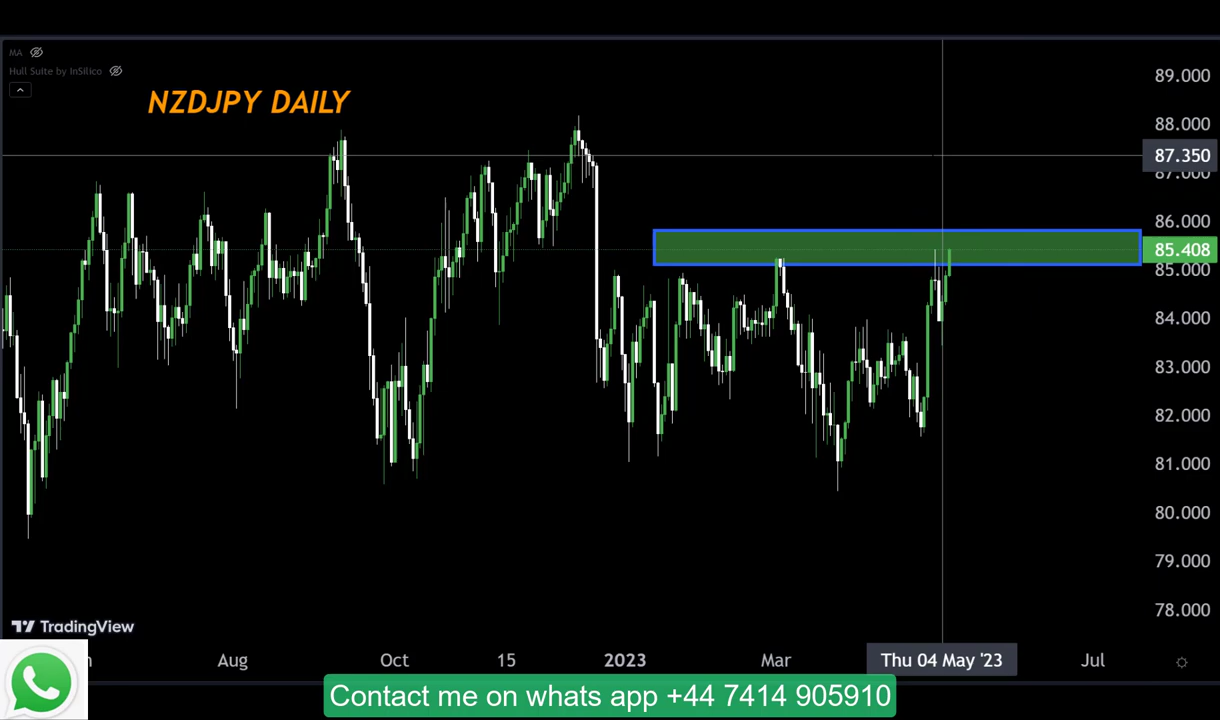 MA
Hull Suite by InSilico
NZDJPY DAILY
89.000
88.000
87.350
87.000
86.000
85.408
85.000
84.000
83.000
82.000
81.000
80.000
79.000
78.000
TradingView
Aug Oct 15 2023 Mar Thu 04 May '23 Jul
Contact me on whats app +44 7414 905910